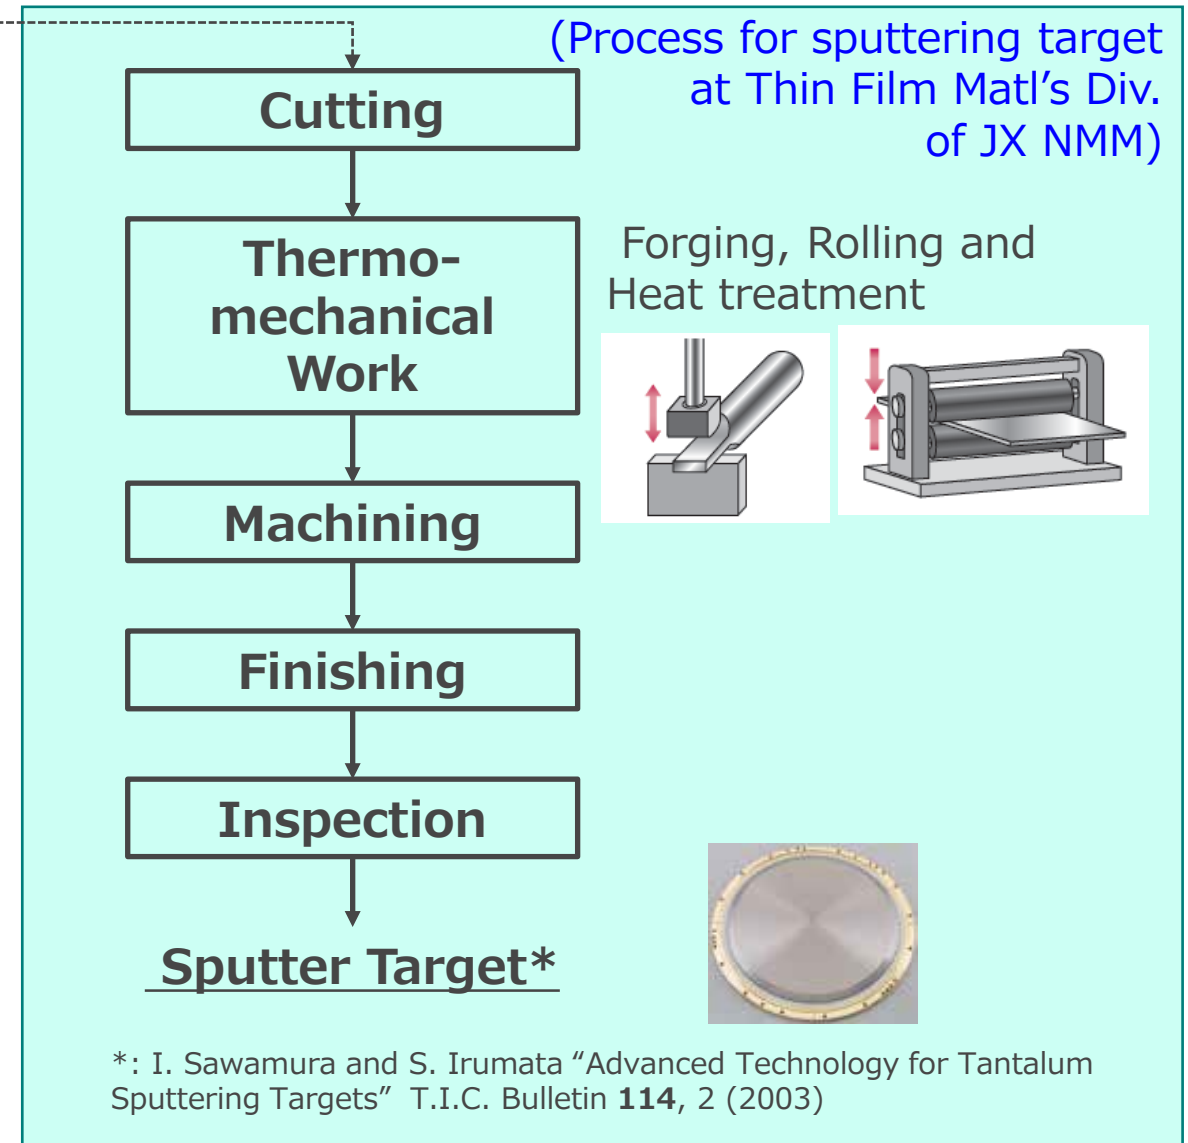 (Process for sputtering target
at Thin Film Matl’s Div.
of JX NMM)
Cutting
Thermo-
mechanical
Work
Forging, Rolling and
Heat treatment
Machining
Finishing
Inspection
Sputter Target*
*: I. Sawamura and S. Irumata “Advanced Technology for Tantalum
Sputtering Targets” T.I.C. Bulletin 114, 2 (2003)